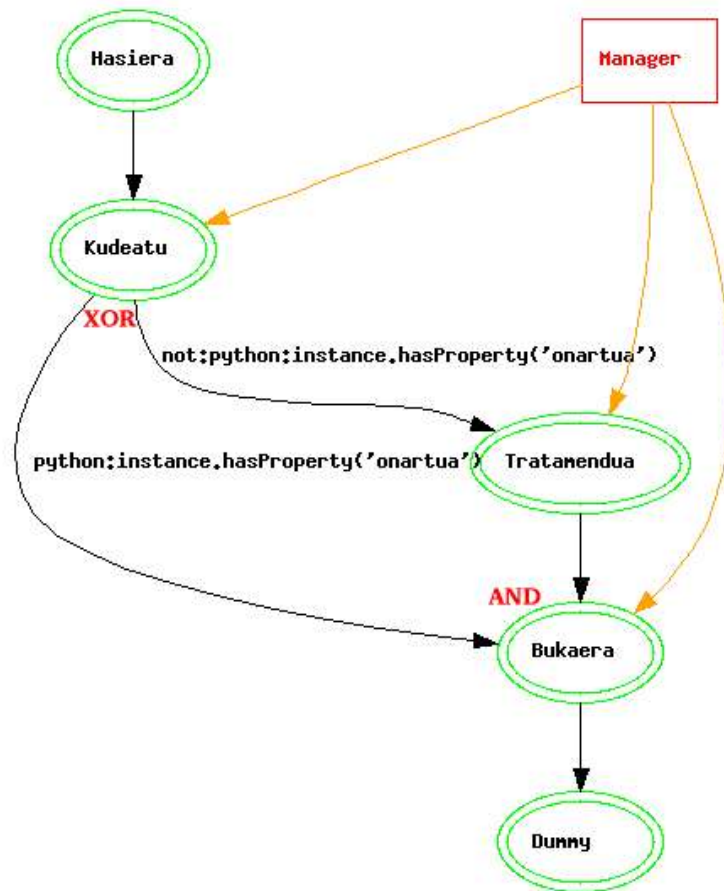 Hasiera
Manager
Kudeatu
XOR
not:python:instance.hasProperty('onartua')
python:instance.hasProperty('onartua')
Tratamendua
AND
Bukaera
Dummy